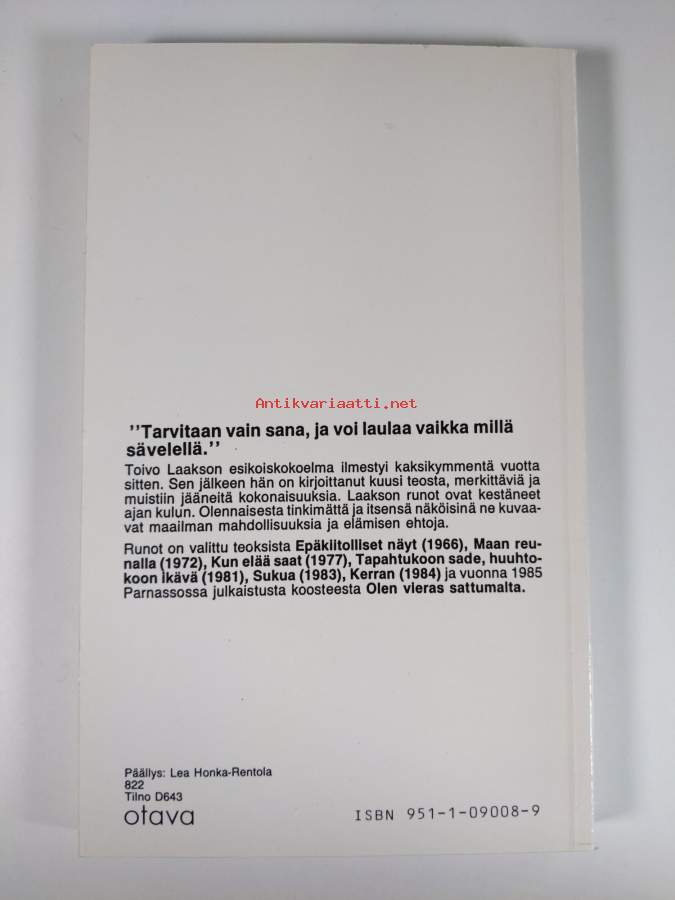 Antikvariaatti.net
"Tarvitaan vain sana, ja voi laulaa vaikka millä
sävelellä."
Toivo Laakson esikoiskokoelma ilmestyi kaksikymmentä vuotta
sitten. Sen jälkeen hän on kirjoittanut kuusi teosta, merkittäviä ja
muistiin jääneitä kokonaisuuksia. Laakson runot ovat kestäneet
ajan kulun. Olennaisesta tinkimättä ja itsensä näköisinä ne kuvaa-
vat maailman mahdollisuuksia ja elämisen ehtoja.
Runot on valittu teoksista Epäkiitolliset näyt (1966), Maan reu-
nalla (1972), Kun elää saat (1977), Tapahtukoon sade, huuhto-
koon ikävä (1981), Sukua (1983), Kerran (1984) ja vuonna 1985
Parnassossa julkaistusta koosteesta Olen vieras sattumalta.
Päällys: Lea Honka-Rentola
822
Tilno D643
otava
ISBN 951-1-09008-9